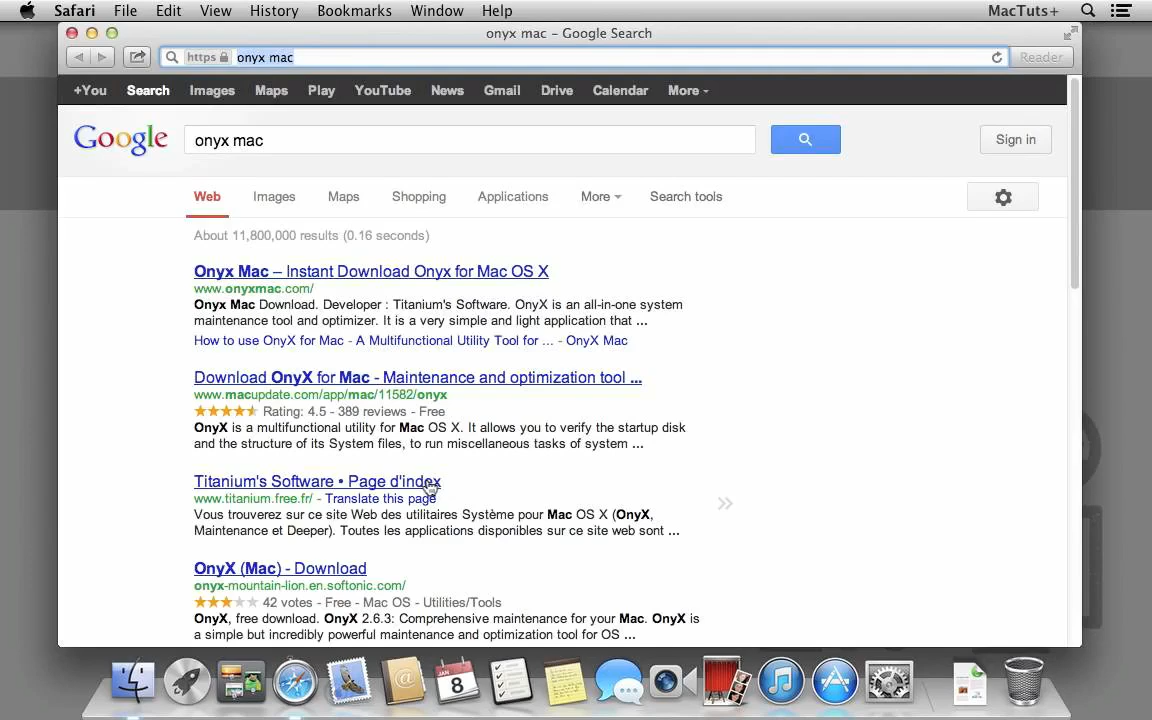 Safari File Edit View History Bookmarks Window Help MacTuts+
onyx mac – Google Search
https onyx mac Reader
+You Search Images Maps Play YouTube News Gmail Drive Calendar More
Google onyx mac Sign in
Web Images Maps Shopping Applications More Search tools
About 11,800,000 results (0.16 seconds)
Onyx Mac – Instant Download Onyx for Mac OS X
www.onyxmac.com/
Onyx Mac Download. Developer : Titanium's Software. OnyX is an all-in-one system
maintenance tool and optimizer. It is a very simple and light application that ...
How to use OnyX for Mac - A Multifunctional Utility Tool for ... - OnyX Mac
Download OnyX for Mac - Maintenance and optimization tool ...
www.macupdate.com/app/mac/11582/onyx
Rating: 4.5 - 389 reviews - Free
OnyX is a multifunctional utility for Mac OS X. It allows you to verify the startup disk
and the structure of its System files, to run miscellaneous tasks of system ...
Titanium's Software • Page d'index
www.titanium.free.fr/ - Translate this page
Vous trouverez sur ce site Web des utilitaires Système pour Mac OS X (OnyX,
Maintenance et Deeper). Toutes les applications disponibles sur ce site web sont ...
OnyX (Mac) - Download
onyx-mountain-lion.en.softonic.com/
42 votes - Free - Mac OS - Utilities/Tools
OnyX, free download. OnyX 2.6.3: Comprehensive maintenance for your Mac. OnyX is
a simple but incredibly powerful maintenance and optimization tool for OS ...
JAN
8